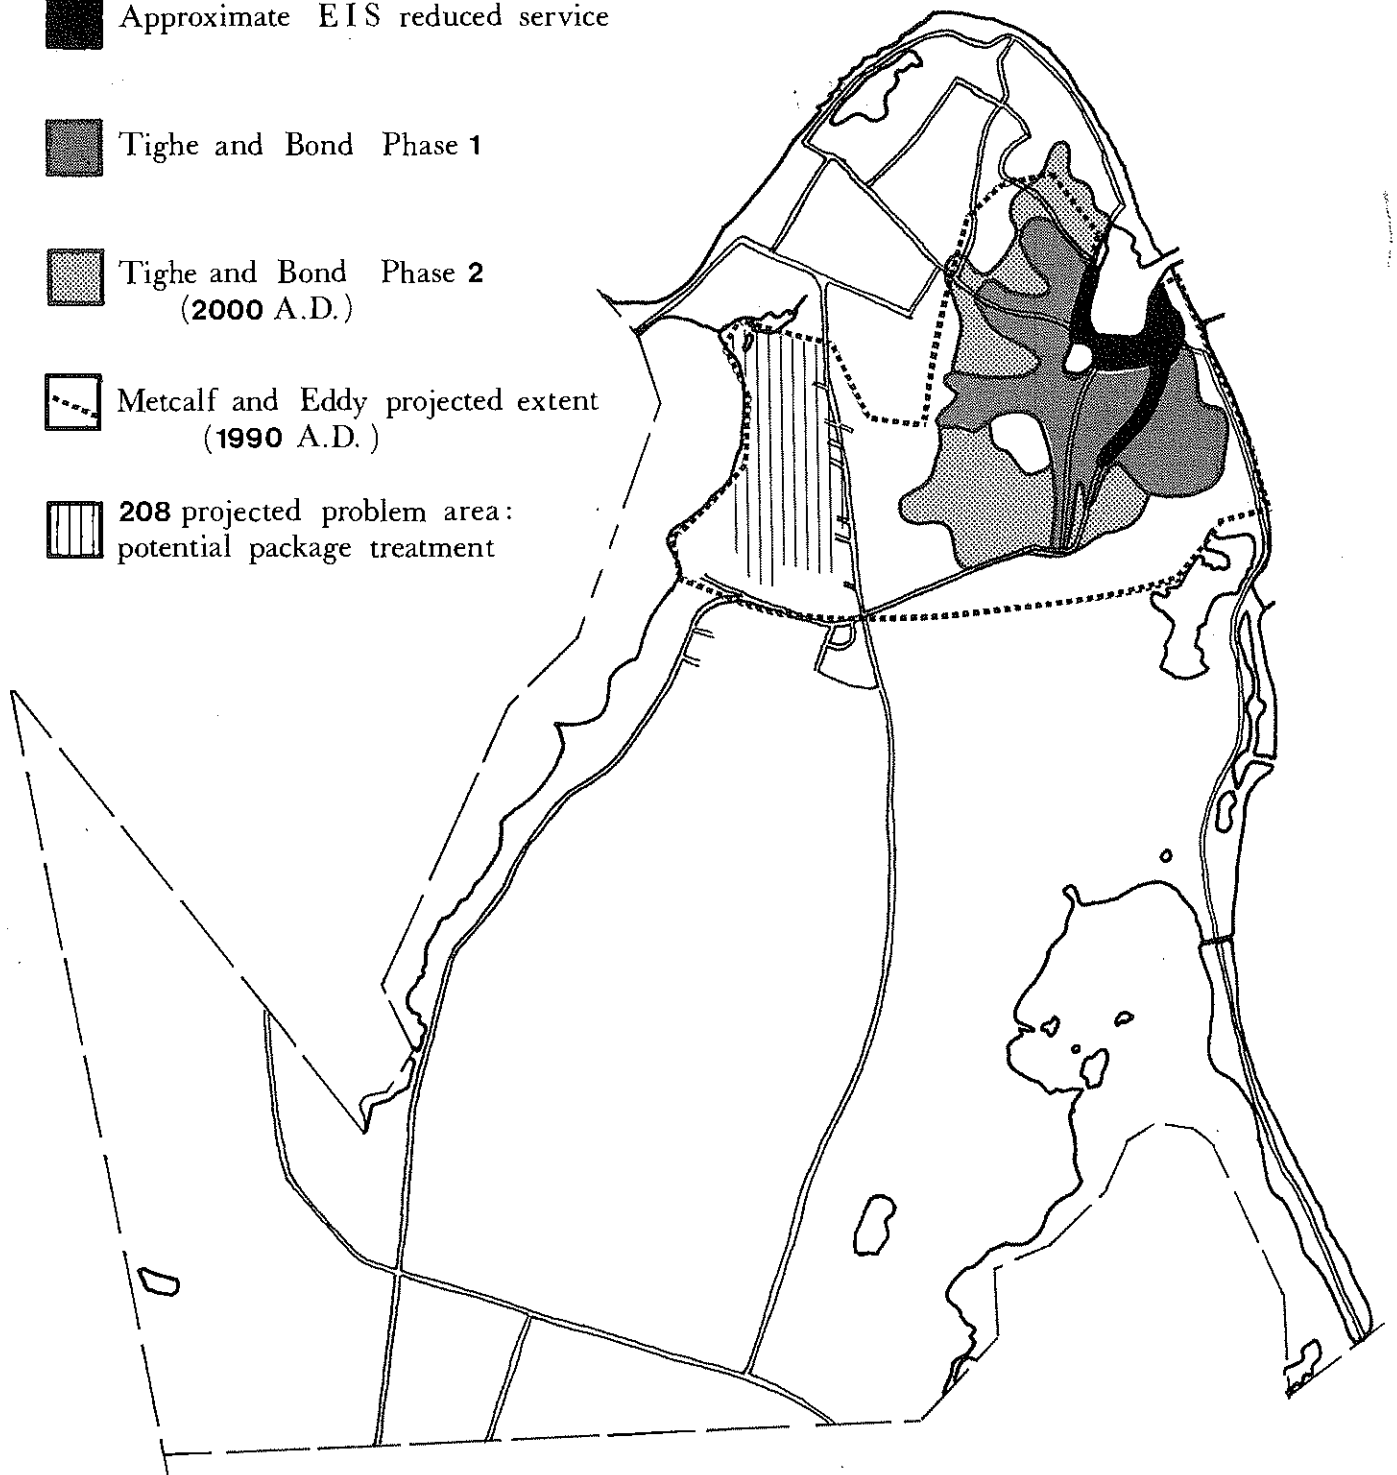 Approximate EIS reduced service
Tighe and Bond Phase 1
Tighe and Bond Phase 2
(2000 A.D.)
Metcalf and Eddy projected extent
(1990 A.D.)
208 projected problem area:
potential package treatment